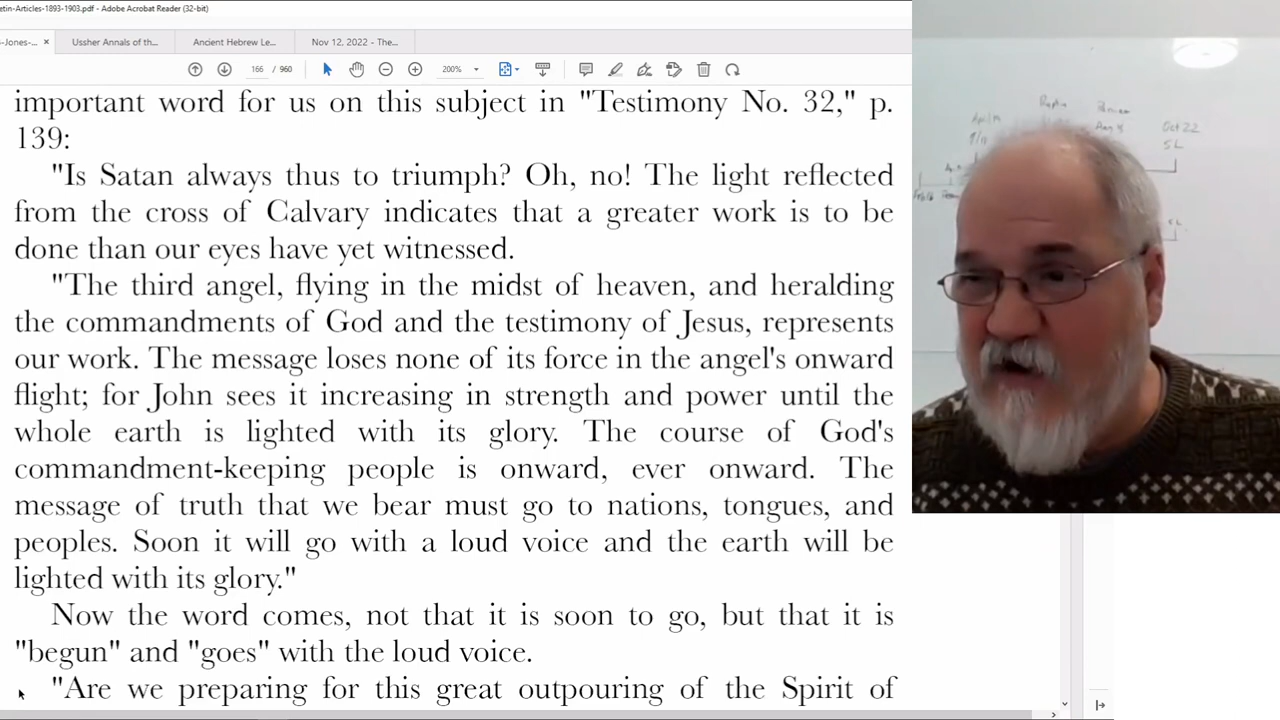 etin-Articles-1893-1903.pdf - Adobe Acrobat Reader (32-bit)
-Jones-... × Ussher Annals of th... Ancient Hebrew Le... Nov 12, 2022 - The...
166 / 960 200%
important word for us on this subject in "Testimony No. 32," p.
139:
"Is Satan always thus to triumph? Oh, no! The light reflected
from the cross of Calvary indicates that a greater work is to be
done than our eyes have yet witnessed.
"The third angel, flying in the midst of heaven, and heralding
the commandments of God and the testimony of Jesus, represents
our work. The message loses none of its force in the angel's onward
flight; for John sees it increasing in strength and power until the
whole earth is lighted with its glory. The course of God's
commandment-keeping people is onward, ever onward. The
message of truth that we bear must go to nations, tongues, and
peoples. Soon it will go with a loud voice and the earth will be
lighted with its glory."
Now the word comes, not that it is soon to go, but that it is
"begun" and "goes" with the loud voice.
"Are we preparing for this great outpouring of the Spirit of
Oct 22
SL